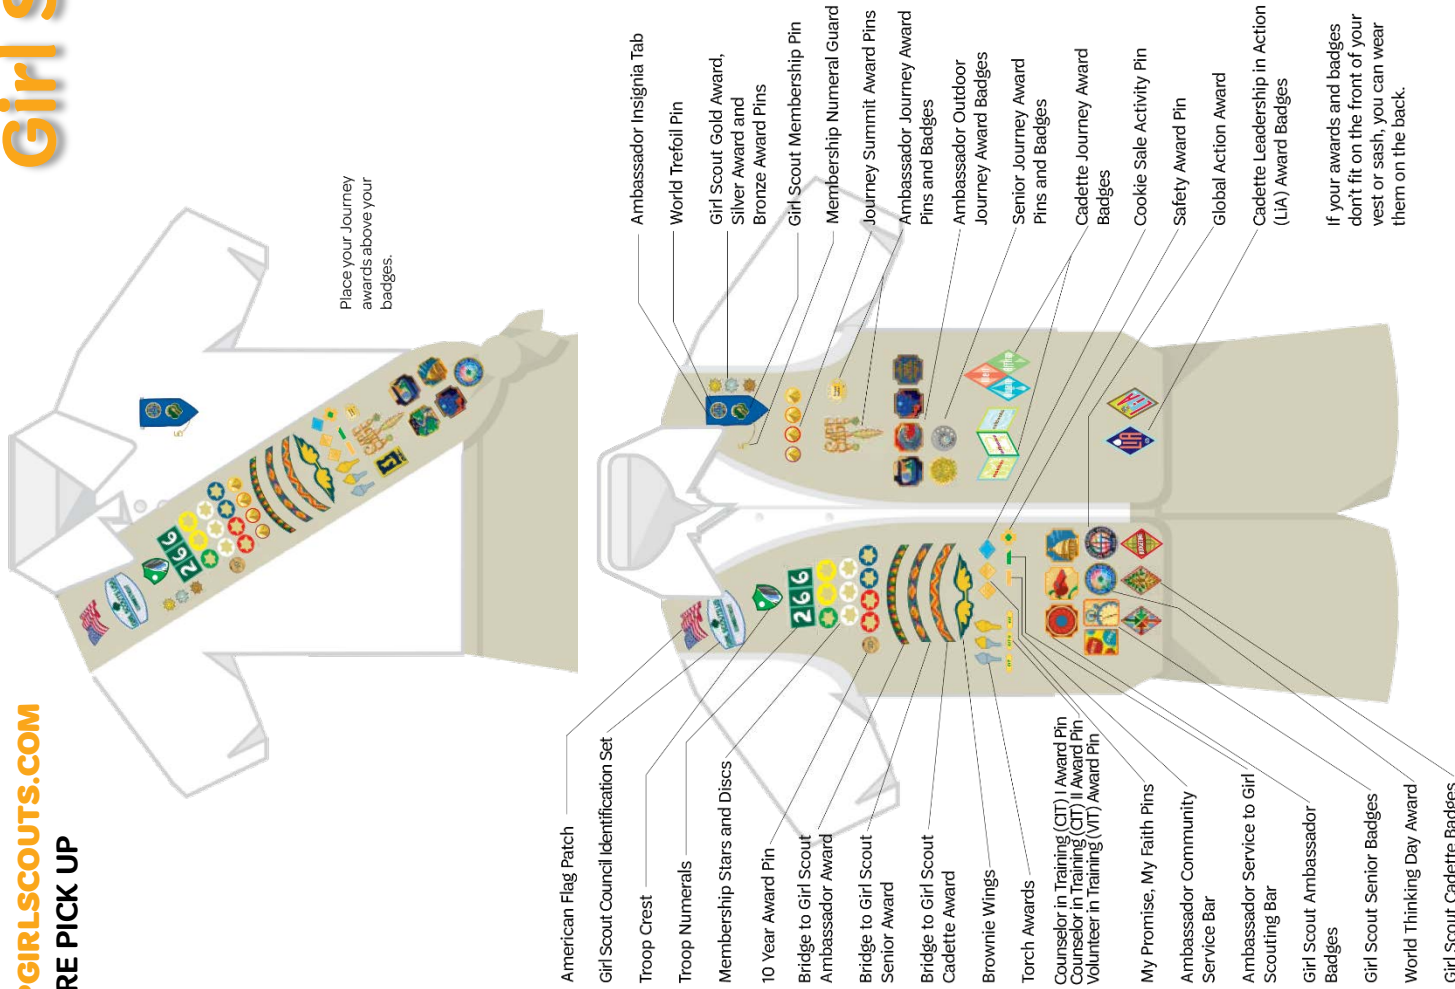 Girl S
GIRLSCOUTS.COM
RE PICK UP
Place your Journey
awards above your
badges.
Ambassador Insignia Tab
World Trefoil Pin
Girl Scout Gold Award,
Silver Award and
Bronze Award Pins
Girl Scout Membership Pin
Membership Numeral Guard
Journey Summit Award Pins
Ambassador Journey Award
Pins and Badges
Ambassador Outdoor
Journey Award Badges
Senior Journey Award
Pins and Badges
Cadette Journey Award
Badges
Cookie Sale Activity Pin
Safety Award Pin
Global Action Award
Cadette Leadership in Action
(LiA) Award Badges
If your awards and badges
don't fit on the front of your
vest or sash, you can wear
them on the back.
American Flag Patch
Girl Scout Council Identification Set
Troop Crest
Troop Numerals
Membership Stars and Discs
10 Year Award Pin
Bridge to Girl Scout
Ambassador Award
Bridge to Girl Scout
Senior Award
Bridge to Girl Scout
Cadette Award
Brownie Wings
Torch Awards
Counselor in Training (CIT) I Award Pin
Counselor in Training (CIT) II Award Pin
Volunteer in Training (VIT) Award Pin
My Promise, My Faith Pins
Ambassador Community
Service Bar
Ambassador Service to Girl
Scouting Bar
Girl Scout Ambassador
Badges
Girl Scout Senior Badges
World Thinking Day Award
Girl Scout Cadette Badges
266
266
LIA